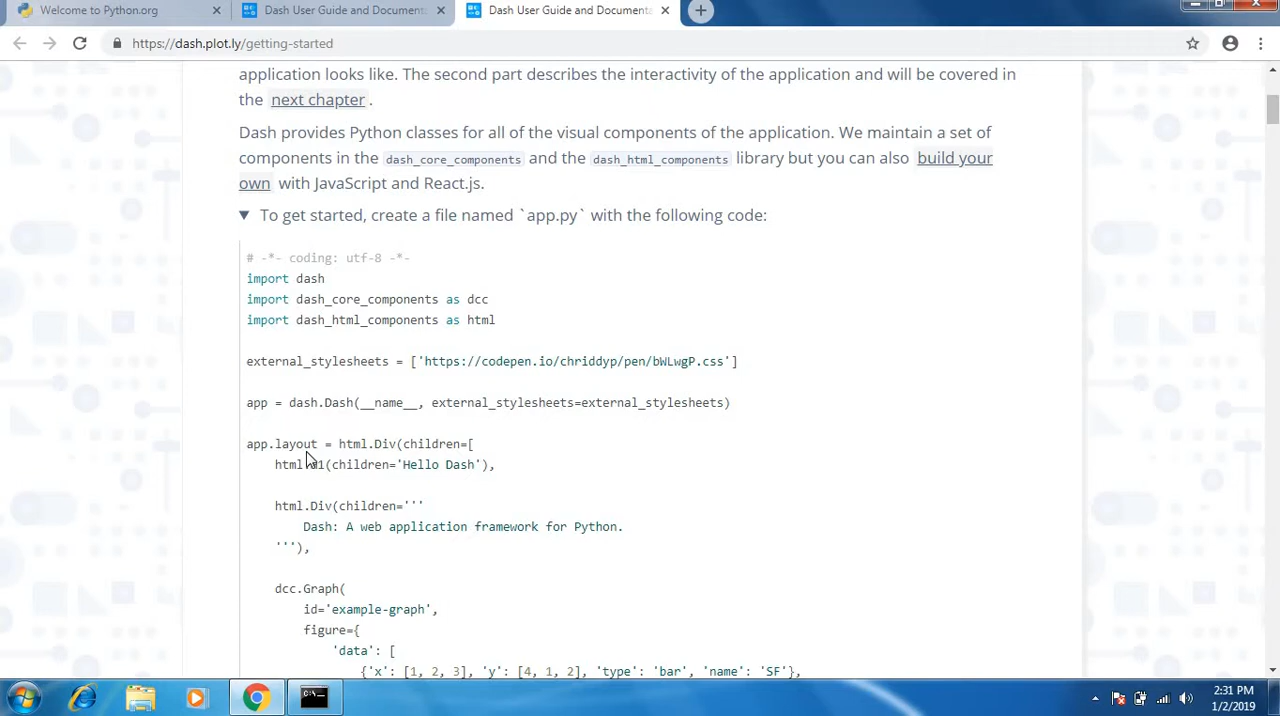 Welcome to Python.org
Dash User Guide and Document
Dash User Guide and Documenta
https://dash.plot.ly/getting-started
application looks like. The second part describes the interactivity of the application and will be covered in
the next chapter .
Dash provides Python classes for all of the visual components of the application. We maintain a set of
components in the dash_core_components and the dash_html_components library but you can also build your
own with JavaScript and React.js.
To get started, create a file named `app.py` with the following code:
# -*- coding: utf-8 -*-
import dash
import dash_core_components as dcc
import dash_html_components as html
external_stylesheets = ['https://codepen.io/chriddyp/pen/bWLwgP.css']
app = dash.Dash(__name__, external_stylesheets=external_stylesheets)
app.layout = html.Div(children=[
html.H1(children='Hello Dash'),
html.Div(children='''
Dash: A web application framework for Python.
'''),
dcc.Graph(
id='example-graph',
figure={
'data': [
{'x': [1, 2, 3], 'y': [4, 1, 2], 'type': 'bar', 'name': 'SF'},
2:31 PM
1/2/2019